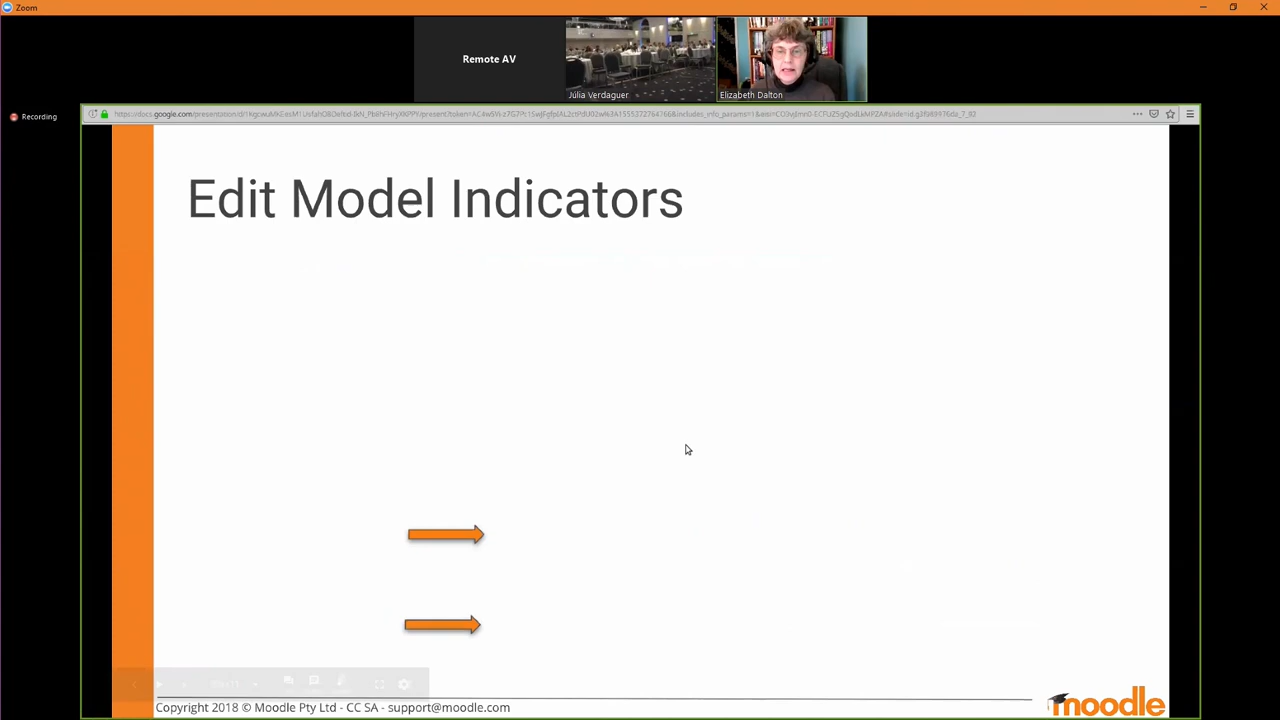 Zoom
Remote AV
Júlia Verdaguer
Elizabeth Dalton
Recording
Edit Model Indicators
Copyright 2018 © Moodle Pty Ltd - CC SA - support@moodle.com
moodle